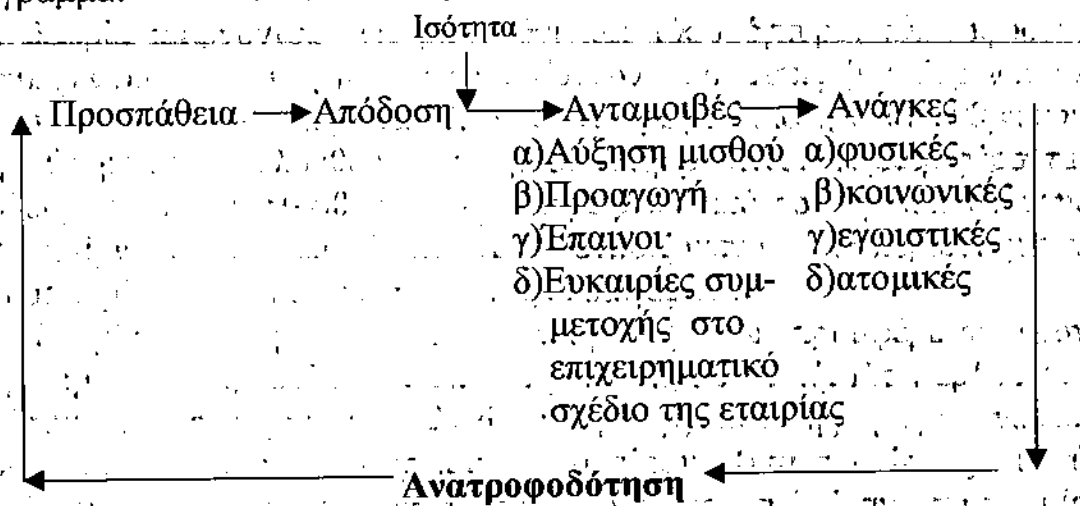 Ισότητα
Προσπάθεια Απόδοση Ανταμοιβές Ανάγκες
α)Αύξηση μισθού α)φυσικές
β)Προαγωγή β)κοινωνικές
γ)Έπαινοι γ)εγωιστικές
δ)Ευκαιρίες συμ- δ)ατομικές
μετοχής στο
επιχειρηματικό
σχέδιο της εταιρίας
Ανατροφοδότηση